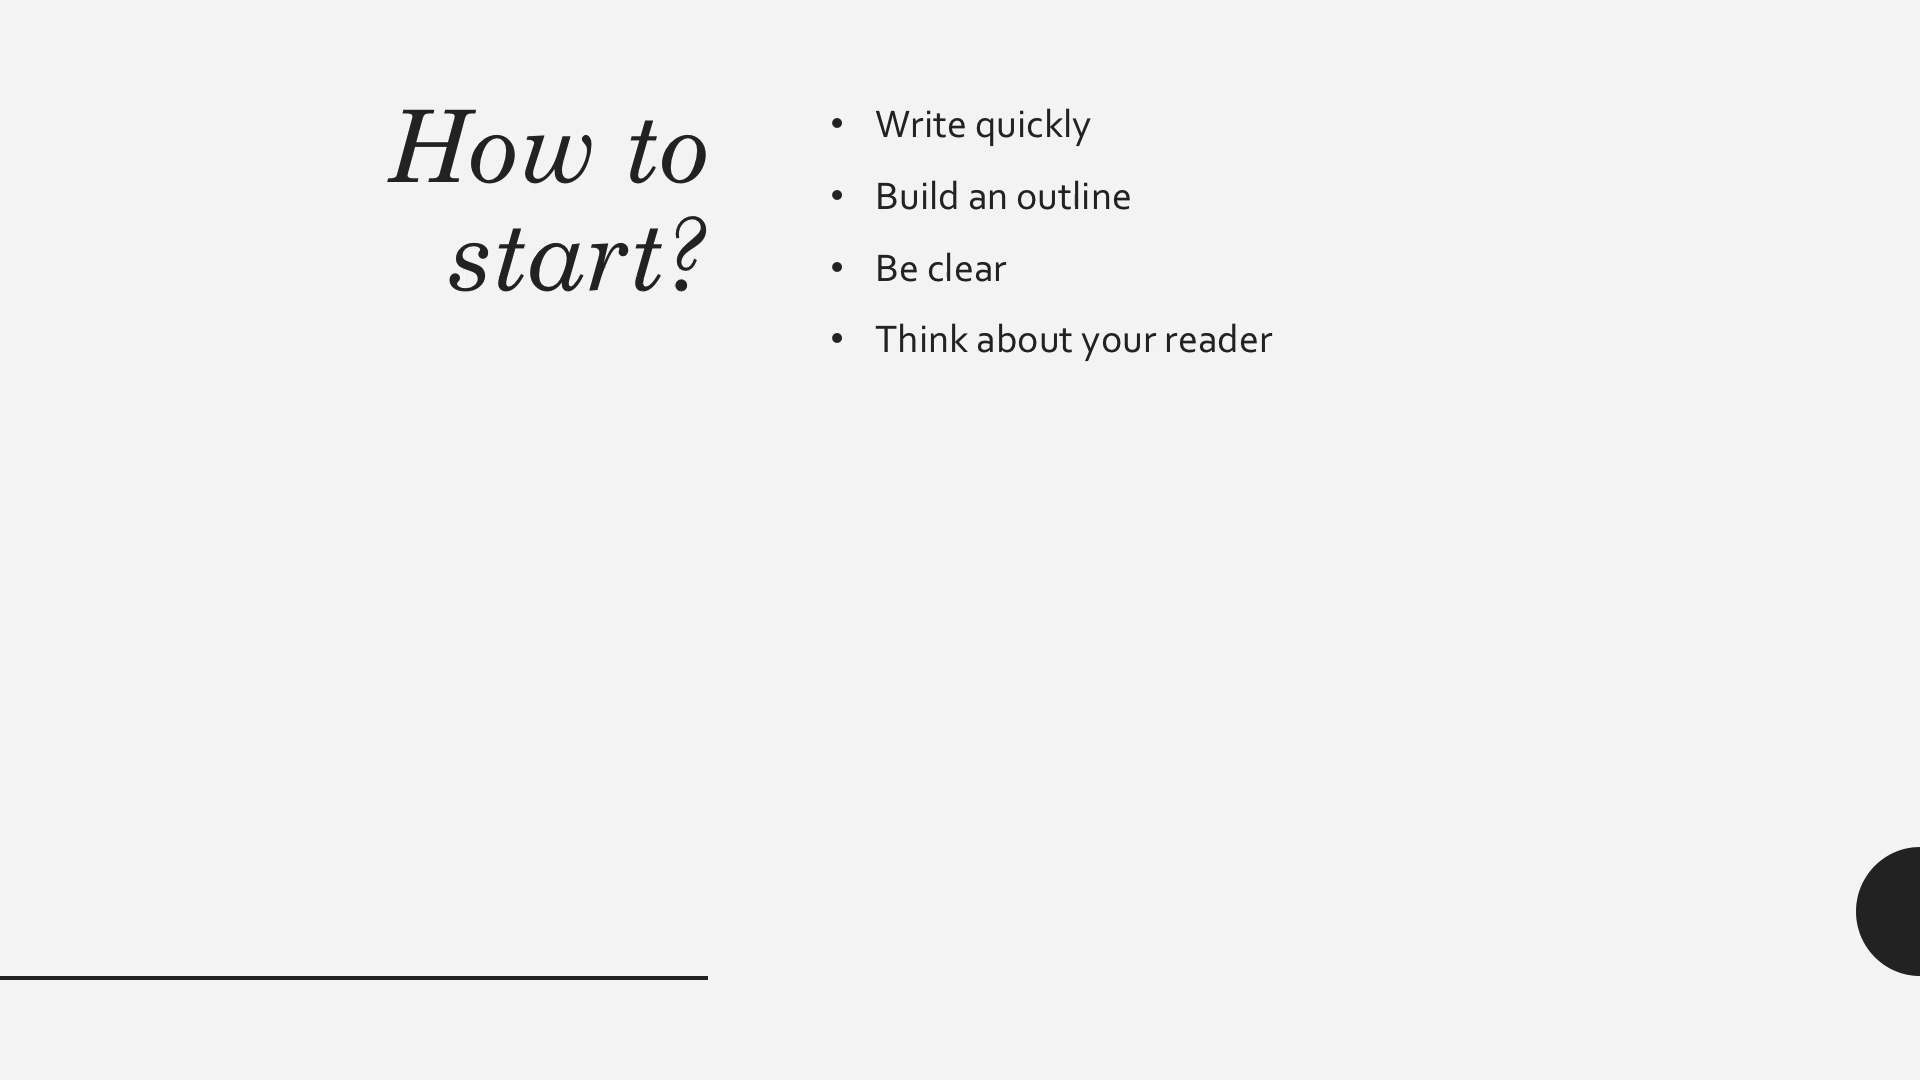 How to
start?
• Write quickly
• Build an outline
• Be clear
• Think about your reader